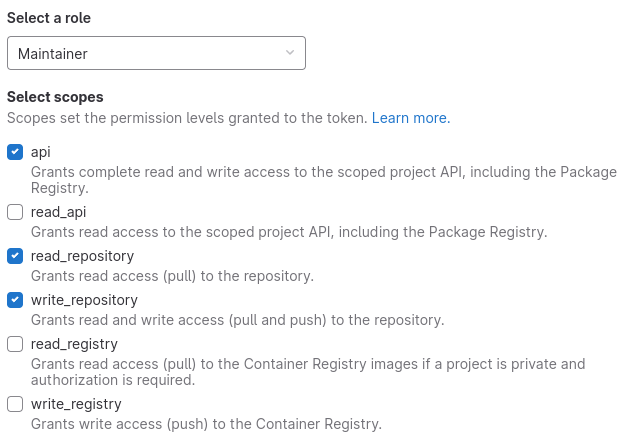 Select a role
Maintainer
Select scopes
Scopes set the permission levels granted to the token. Learn more.
api
Grants complete read and write access to the scoped project API, including the Package
Registry.
read_api
Grants read access to the scoped project API, including the Package Registry.
read_repository
Grants read access (pull) to the repository.
write_repository
Grants read and write access (pull and push) to the repository.
read_registry
Grants read access (pull) to the Container Registry images if a project is private and
authorization is required.
write_registry
Grants write access (push) to the Container Registry.